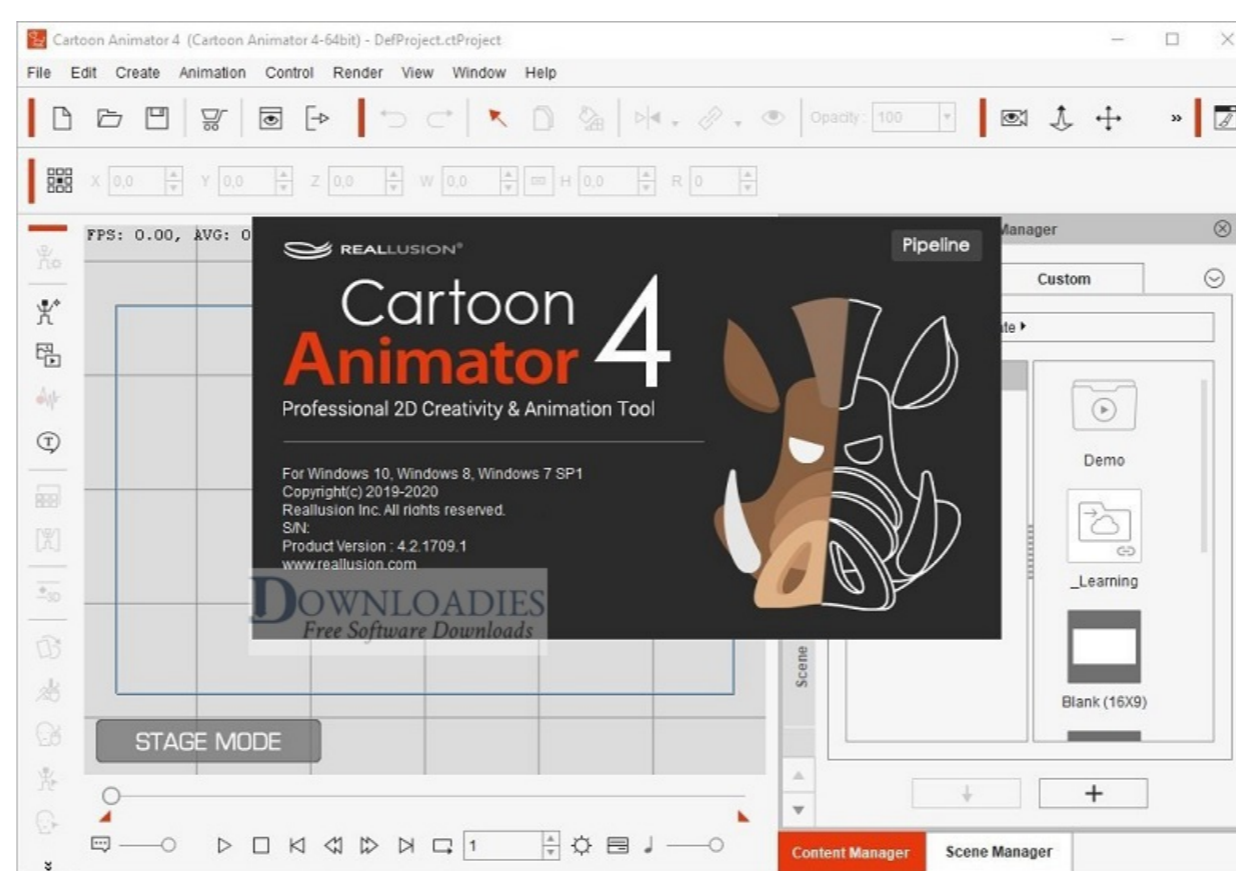 Cartoon Animator 4 (Cartoon Animator 4-64bit) - DefProject.ctProject
File Edit Create Animation Control Render View Window Help
Opacity: 100 »
X 0,0 Y 0,0 Z 0,0 W 0,0 H 0,0 R 0
FPS: 0.00, AVG: 0
REALLUSION®
Pipeline
Manager
Cartoon
Animator 4
Professional 2D Creativity & Animation Tool
Custom
For Windows 10, Windows 8, Windows 7 SP1
Copyright(c) 2019-2020
Reallusion Inc. All rights reserved.
S/N:
Product Version : 4.2.1709.1
www.reallusion.com
DOWNLOADIES
Free Software Downloads
Demo
_Learning
Blank (16X9)
Scene
STAGE MODE
1
Content Manager Scene Manager